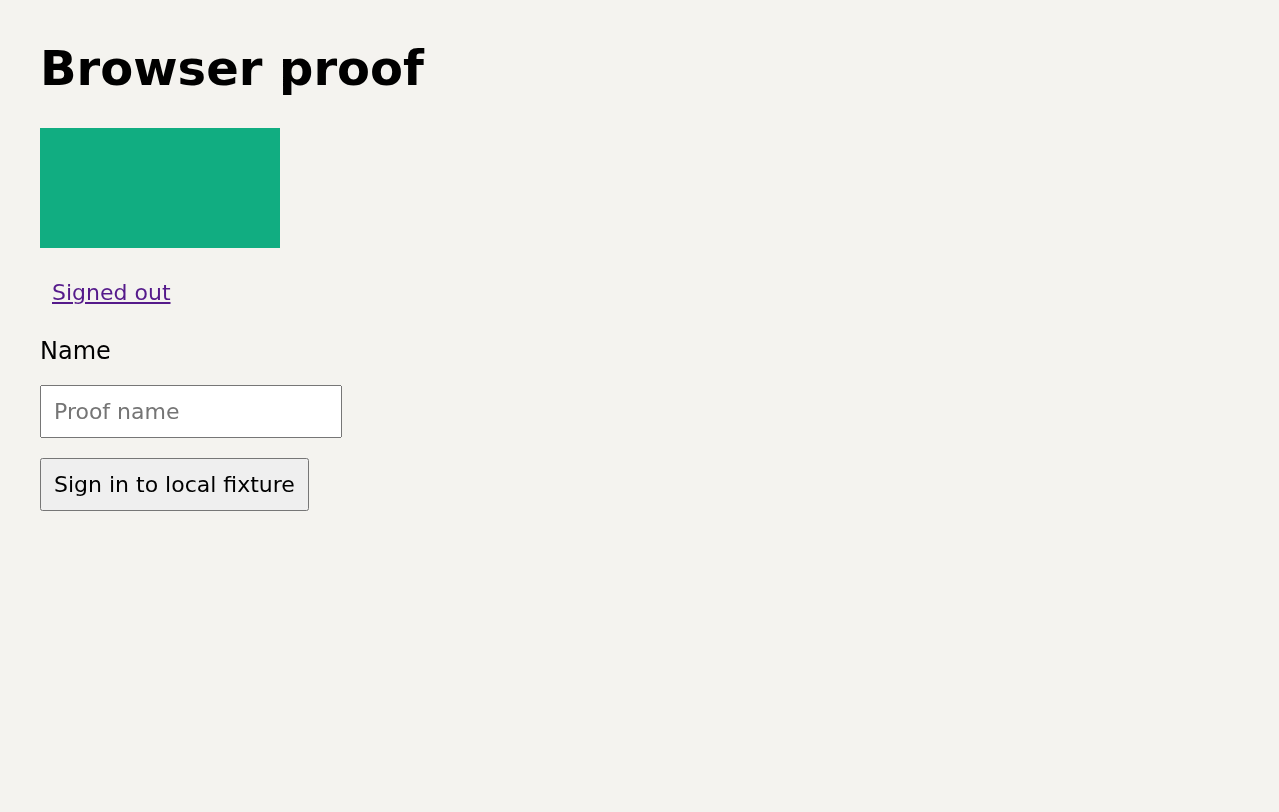 Browser proof
Signed out
Name
Proof name
Sign in to local fixture